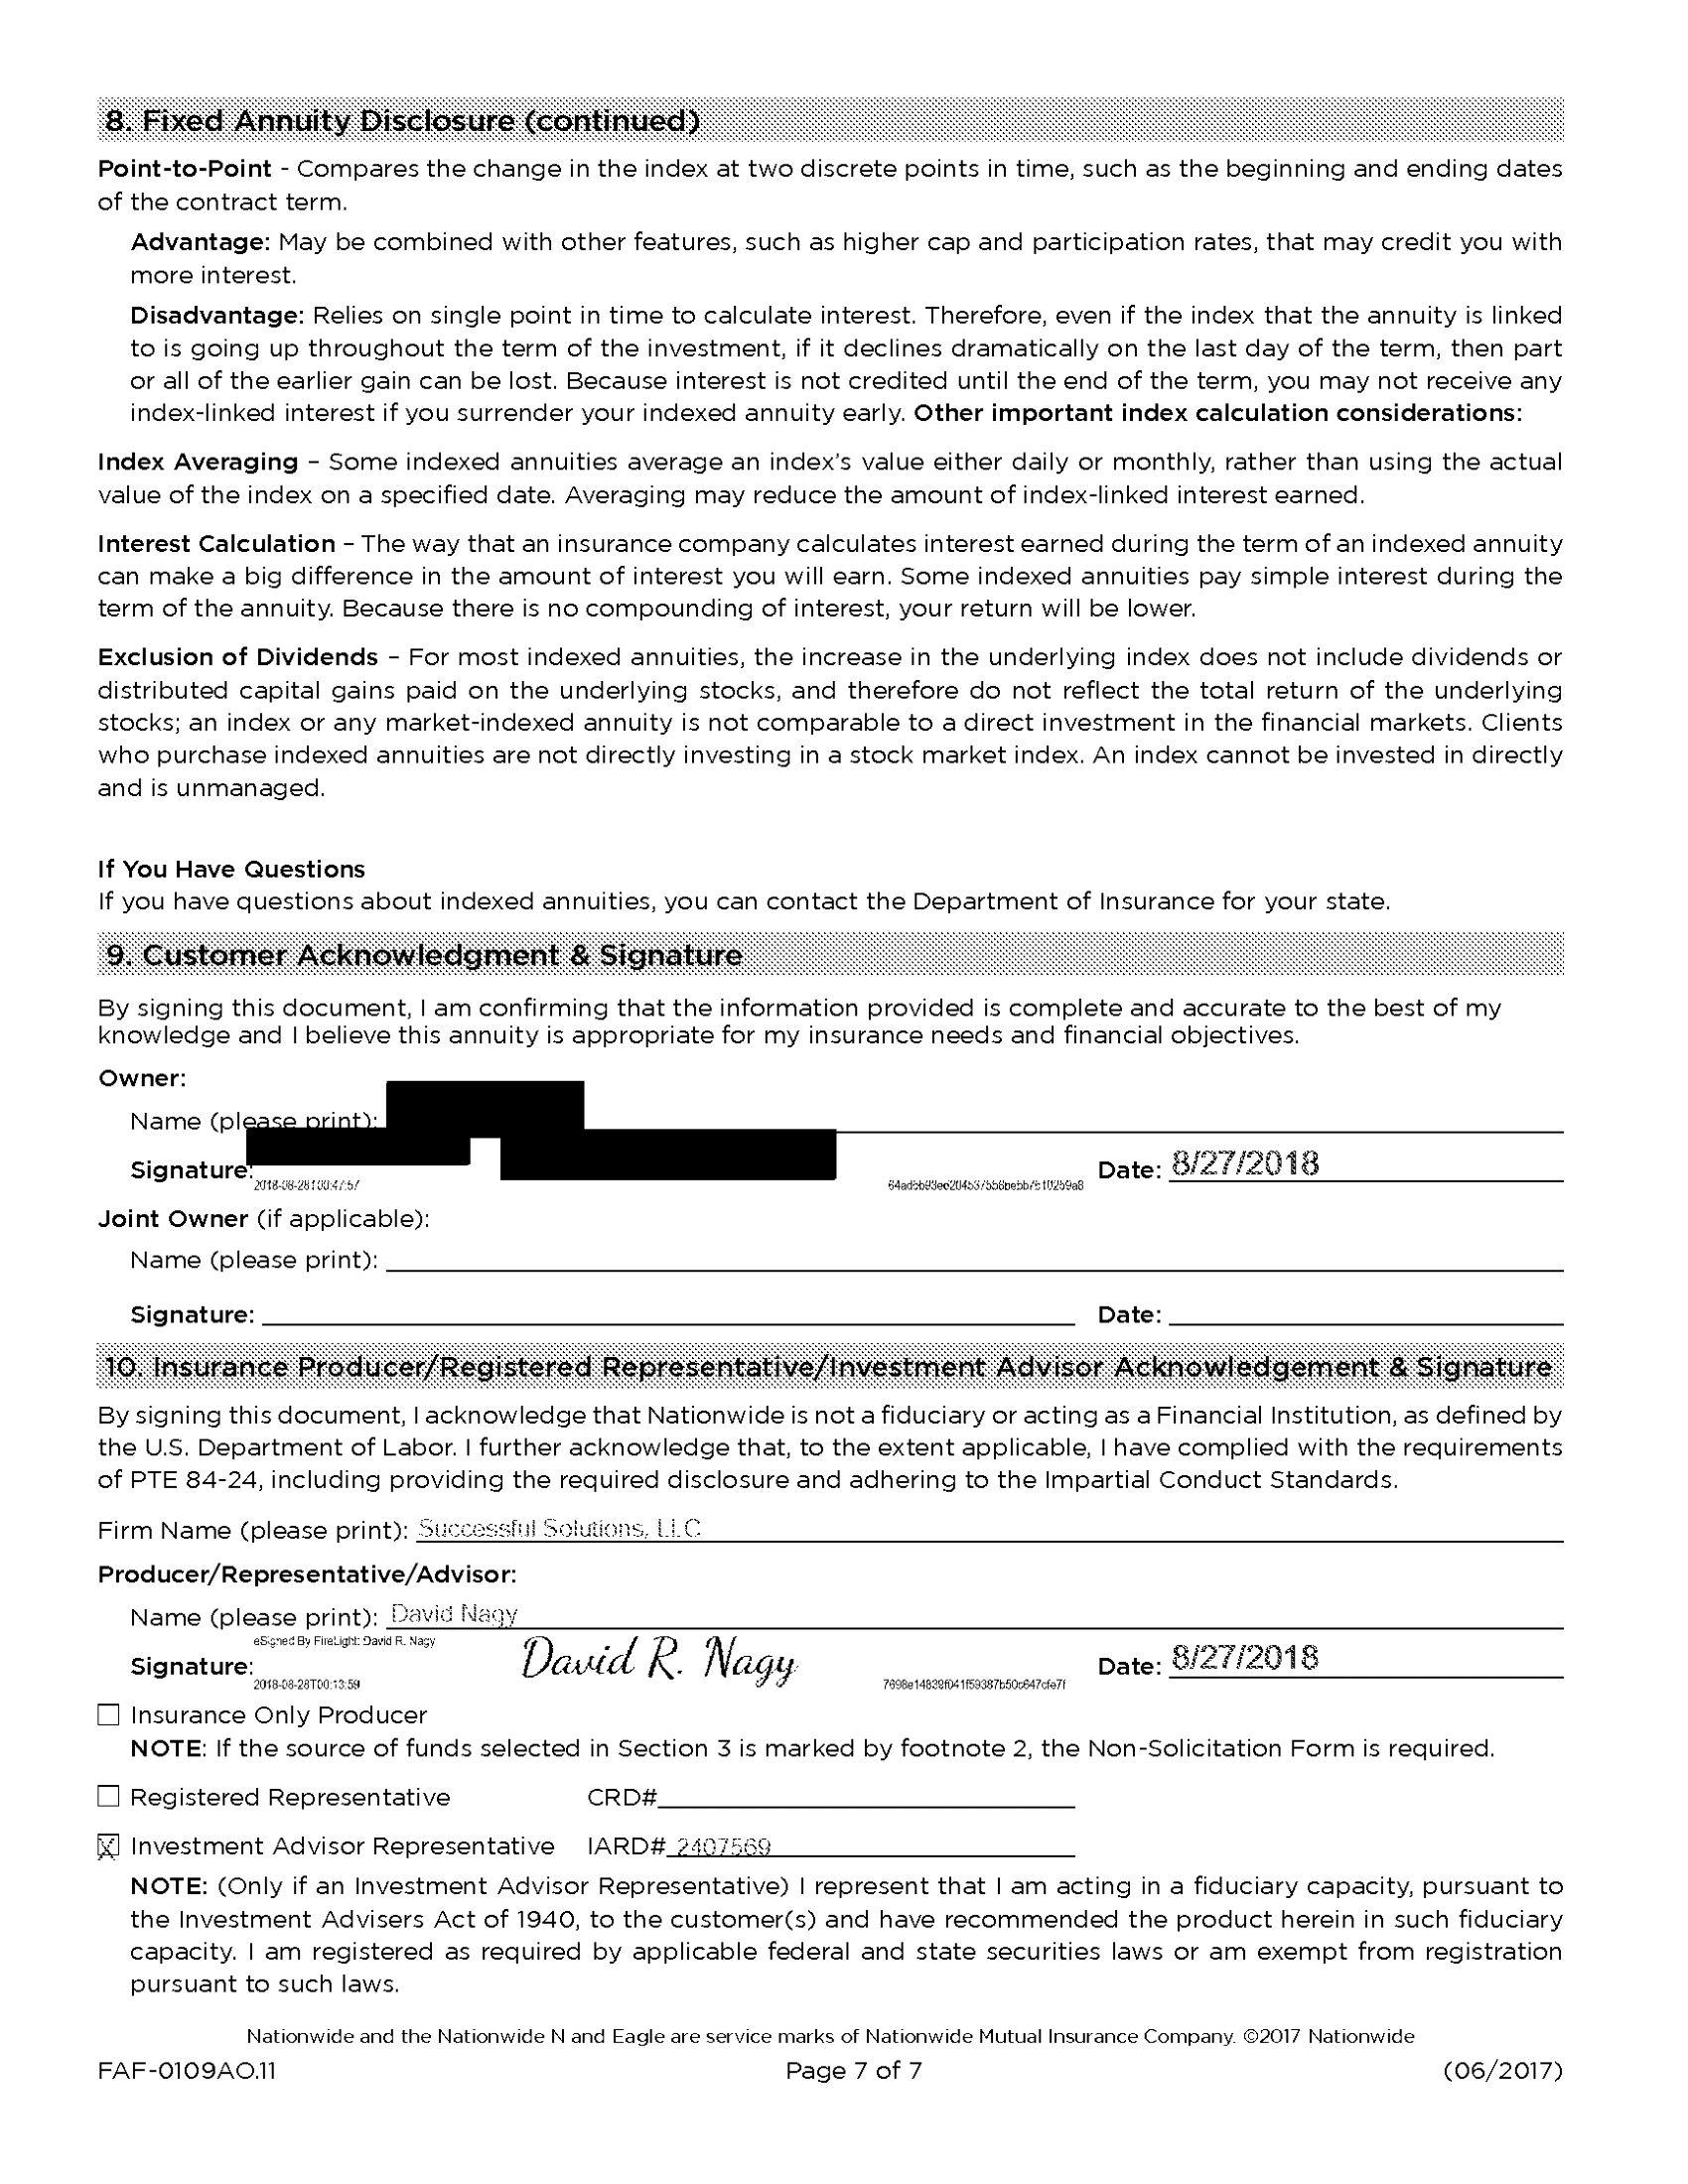 8. Fixed Annuity Disclosure (continued)
Point-to-Point - Compares the change in the index at two discrete points in time, such as the beginning and ending dates
of the contract term.
Advantage: May be combined with other features, such as higher cap and participation rates, that may credit you with
more interest.
Disadvantage: Relies on single point in time to calculate interest. Therefore, even if the index that the annuity is linked
to is going up throughout the term of the investment, if it declines dramatically on the last day of the term, then part
or all of the earlier gain can be lost. Because interest is not credited until the end of the term, you may not receive any
index-linked interest if you surrender your indexed annuity early. Other important index calculation considerations:
Index Averaging – Some indexed annuities average an index's value either daily or monthly, rather than using the actual
value of the index on a specified date. Averaging may reduce the amount of index-linked interest earned.
Interest Calculation – The way that an insurance company calculates interest earned during the term of an indexed annuity
can make a big difference in the amount of interest you will earn. Some indexed annuities pay simple interest during the
term of the annuity. Because there is no compounding of interest, your return will be lower.
Exclusion of Dividends – For most indexed annuities, the increase in the underlying index does not include dividends or
distributed capital gains paid on the underlying stocks, and therefore do not reflect the total return of the underlying
stocks; an index or any market-indexed annuity is not comparable to a direct investment in the financial markets. Clients
who purchase indexed annuities are not directly investing in a stock market index. An index cannot be invested in directly
and is unmanaged.
If You Have Questions
If you have questions about indexed annuities, you can contact the Department of Insurance for your state.
9. Customer Acknowledgment & Signature
By signing this document, I am confirming that the information provided is complete and accurate to the best of my
knowledge and I believe this annuity is appropriate for my insurance needs and financial objectives.
Owner:
Name (please print):
Signature: Date: 8/27/2018
Joint Owner (if applicable):
Name (please print):
Signature: Date:
10. Insurance Producer/Registered Representative/Investment Advisor Acknowledgement & Signature
By signing this document, I acknowledge that Nationwide is not a fiduciary or acting as a Financial Institution, as defined by
the U.S. Department of Labor. I further acknowledge that, to the extent applicable, I have complied with the requirements
of PTE 84-24, including providing the required disclosure and adhering to the Impartial Conduct Standards.
Firm Name (please print): Successful Solutions, LLC
Producer/Representative/Advisor:
Name (please print): David Nagy
eSigned By FireLight: David R. Nagy
Signature: David R. Nagy Date: 8/27/2018
2018-08-28T00:13:59
Insurance Only Producer
NOTE: If the source of funds selected in Section 3 is marked by footnote 2, the Non-Solicitation Form is required.
Registered Representative CRD#
X Investment Advisor Representative IARD# 2407569
NOTE: (Only if an Investment Advisor Representative) I represent that I am acting in a fiduciary capacity, pursuant to
the Investment Advisers Act of 1940, to the customer(s) and have recommended the product herein in such fiduciary
capacity. I am registered as required by applicable federal and state securities laws or am exempt from registration
pursuant to such laws.
Nationwide and the Nationwide N and Eagle are service marks of Nationwide Mutual Insurance Company. ©2017 Nationwide
FAF-0109AO.11 Page 7 of 7 (06/2017)